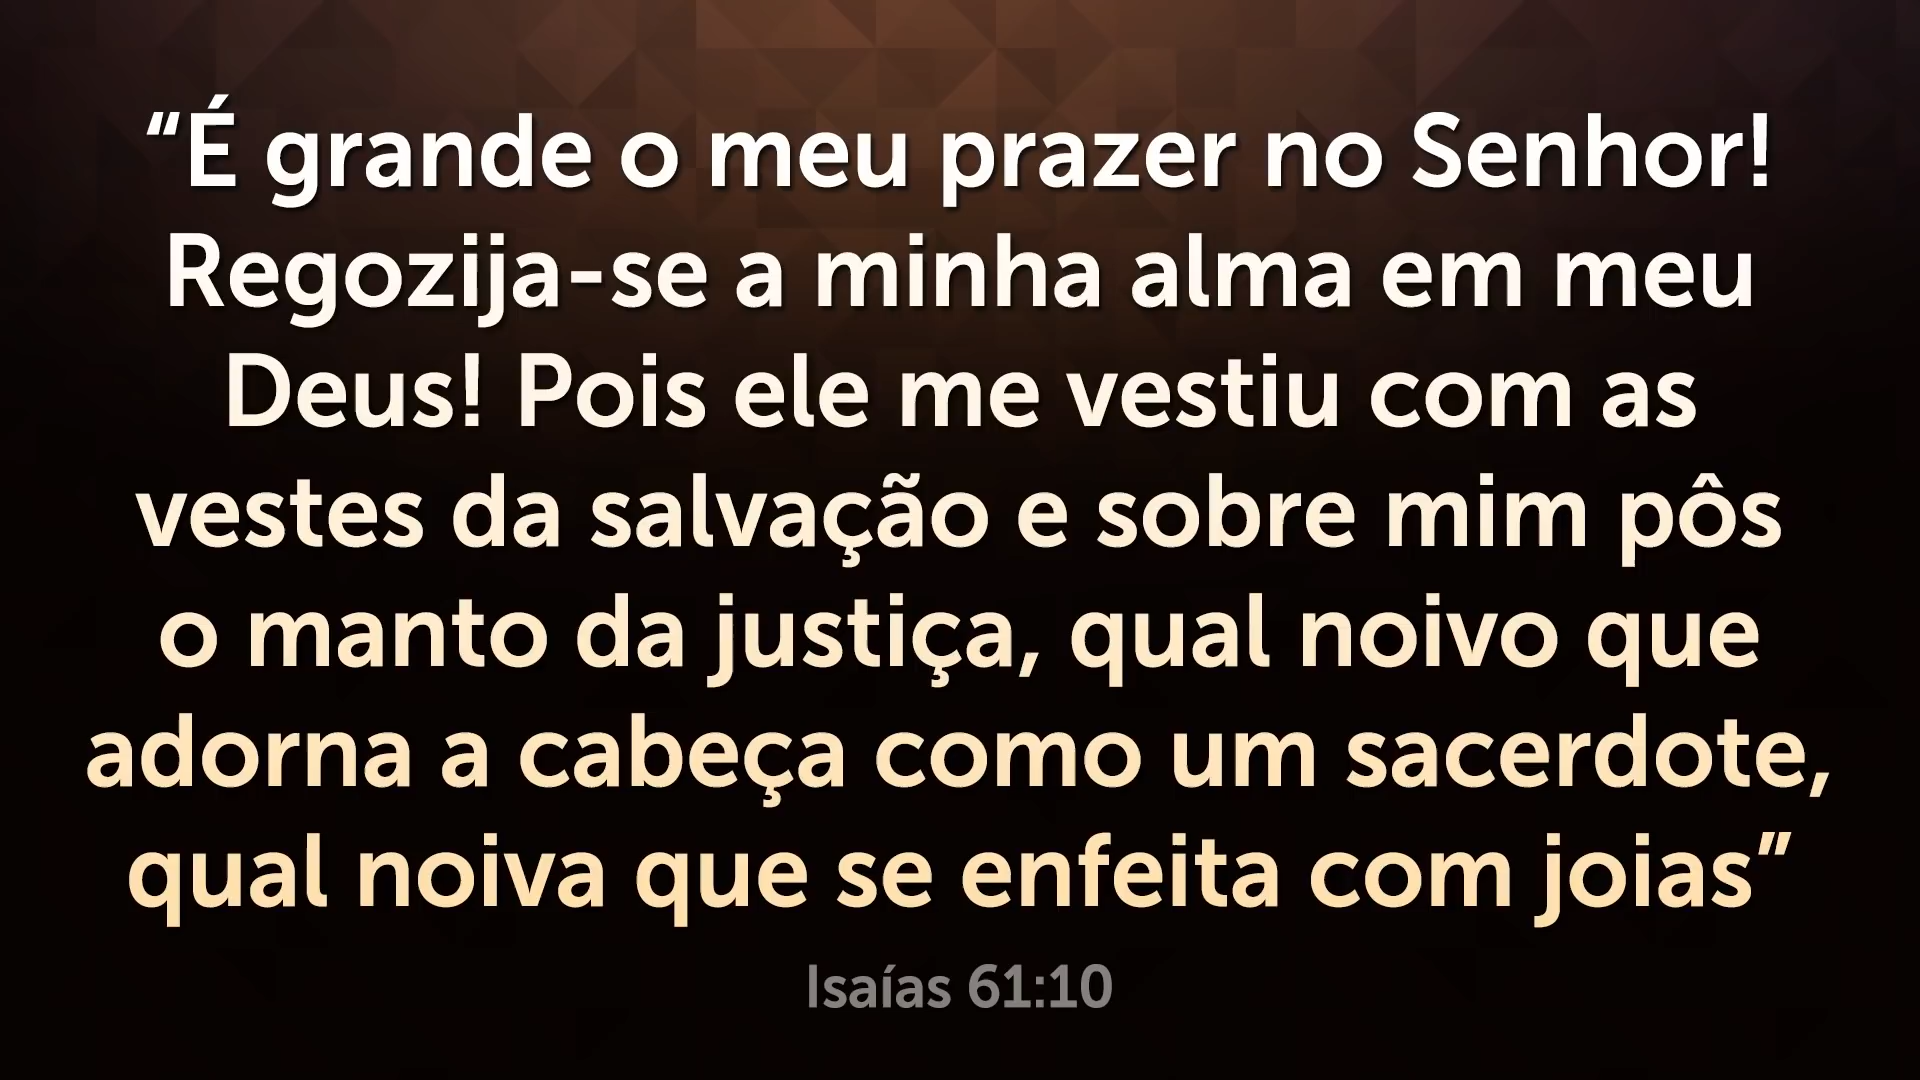 “É grande o meu prazer no Senhor!
Regozija-se a minha alma em meu
Deus! Pois ele me vestiu com as
vestes da salvação e sobre mim pôs
o manto da justiça, qual noivo que
adorna a cabeça como um sacerdote,
qual noiva que se enfeita com joias”
Isaías 61:10